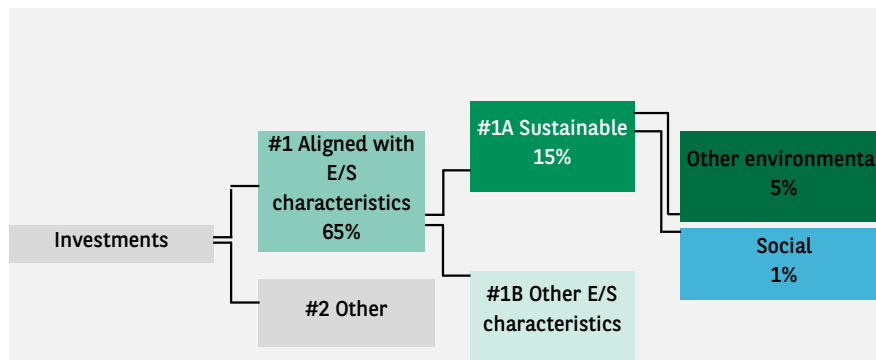 Investments
#1 Aligned with
E/S
characteristics
65%
#2 Other
#1A Sustainable
15%
#1B Other E/S
characteristics
Other environmenta
5%
Social
1%